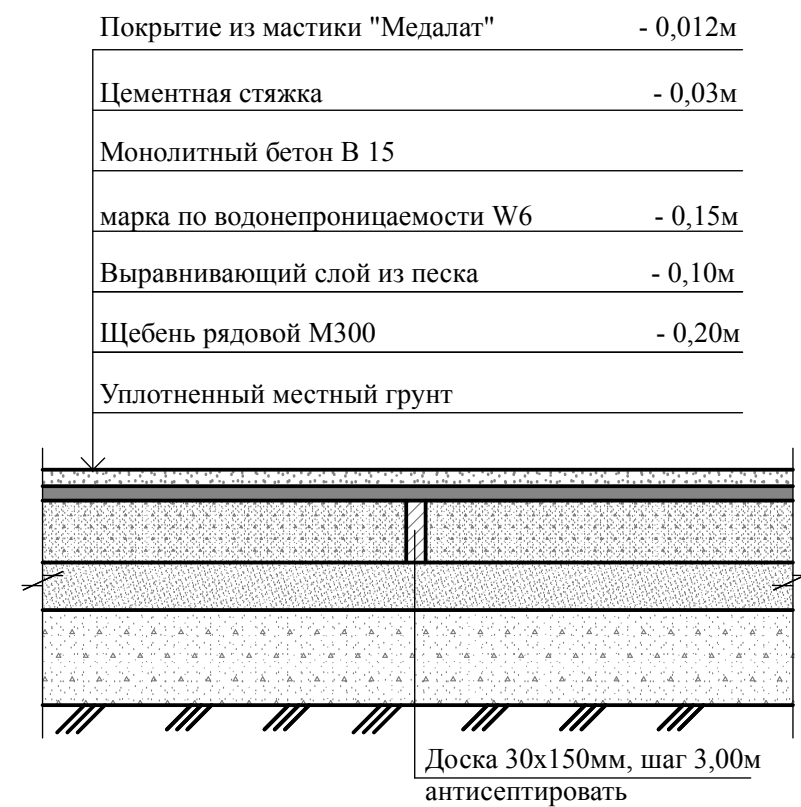 Покрытие из мастики "Медалат" - 0,012м
Цементная стяжка - 0,03м
Монолитный бетон В 15
марка по водонепроницаемости W6 - 0,15м
Выравнивающий слой из песка - 0,10м
Щебень рядовой М300 - 0,20м
Уплотненный местный грунт
Доска 30х150мм, шаг 3,00м
антисептировать